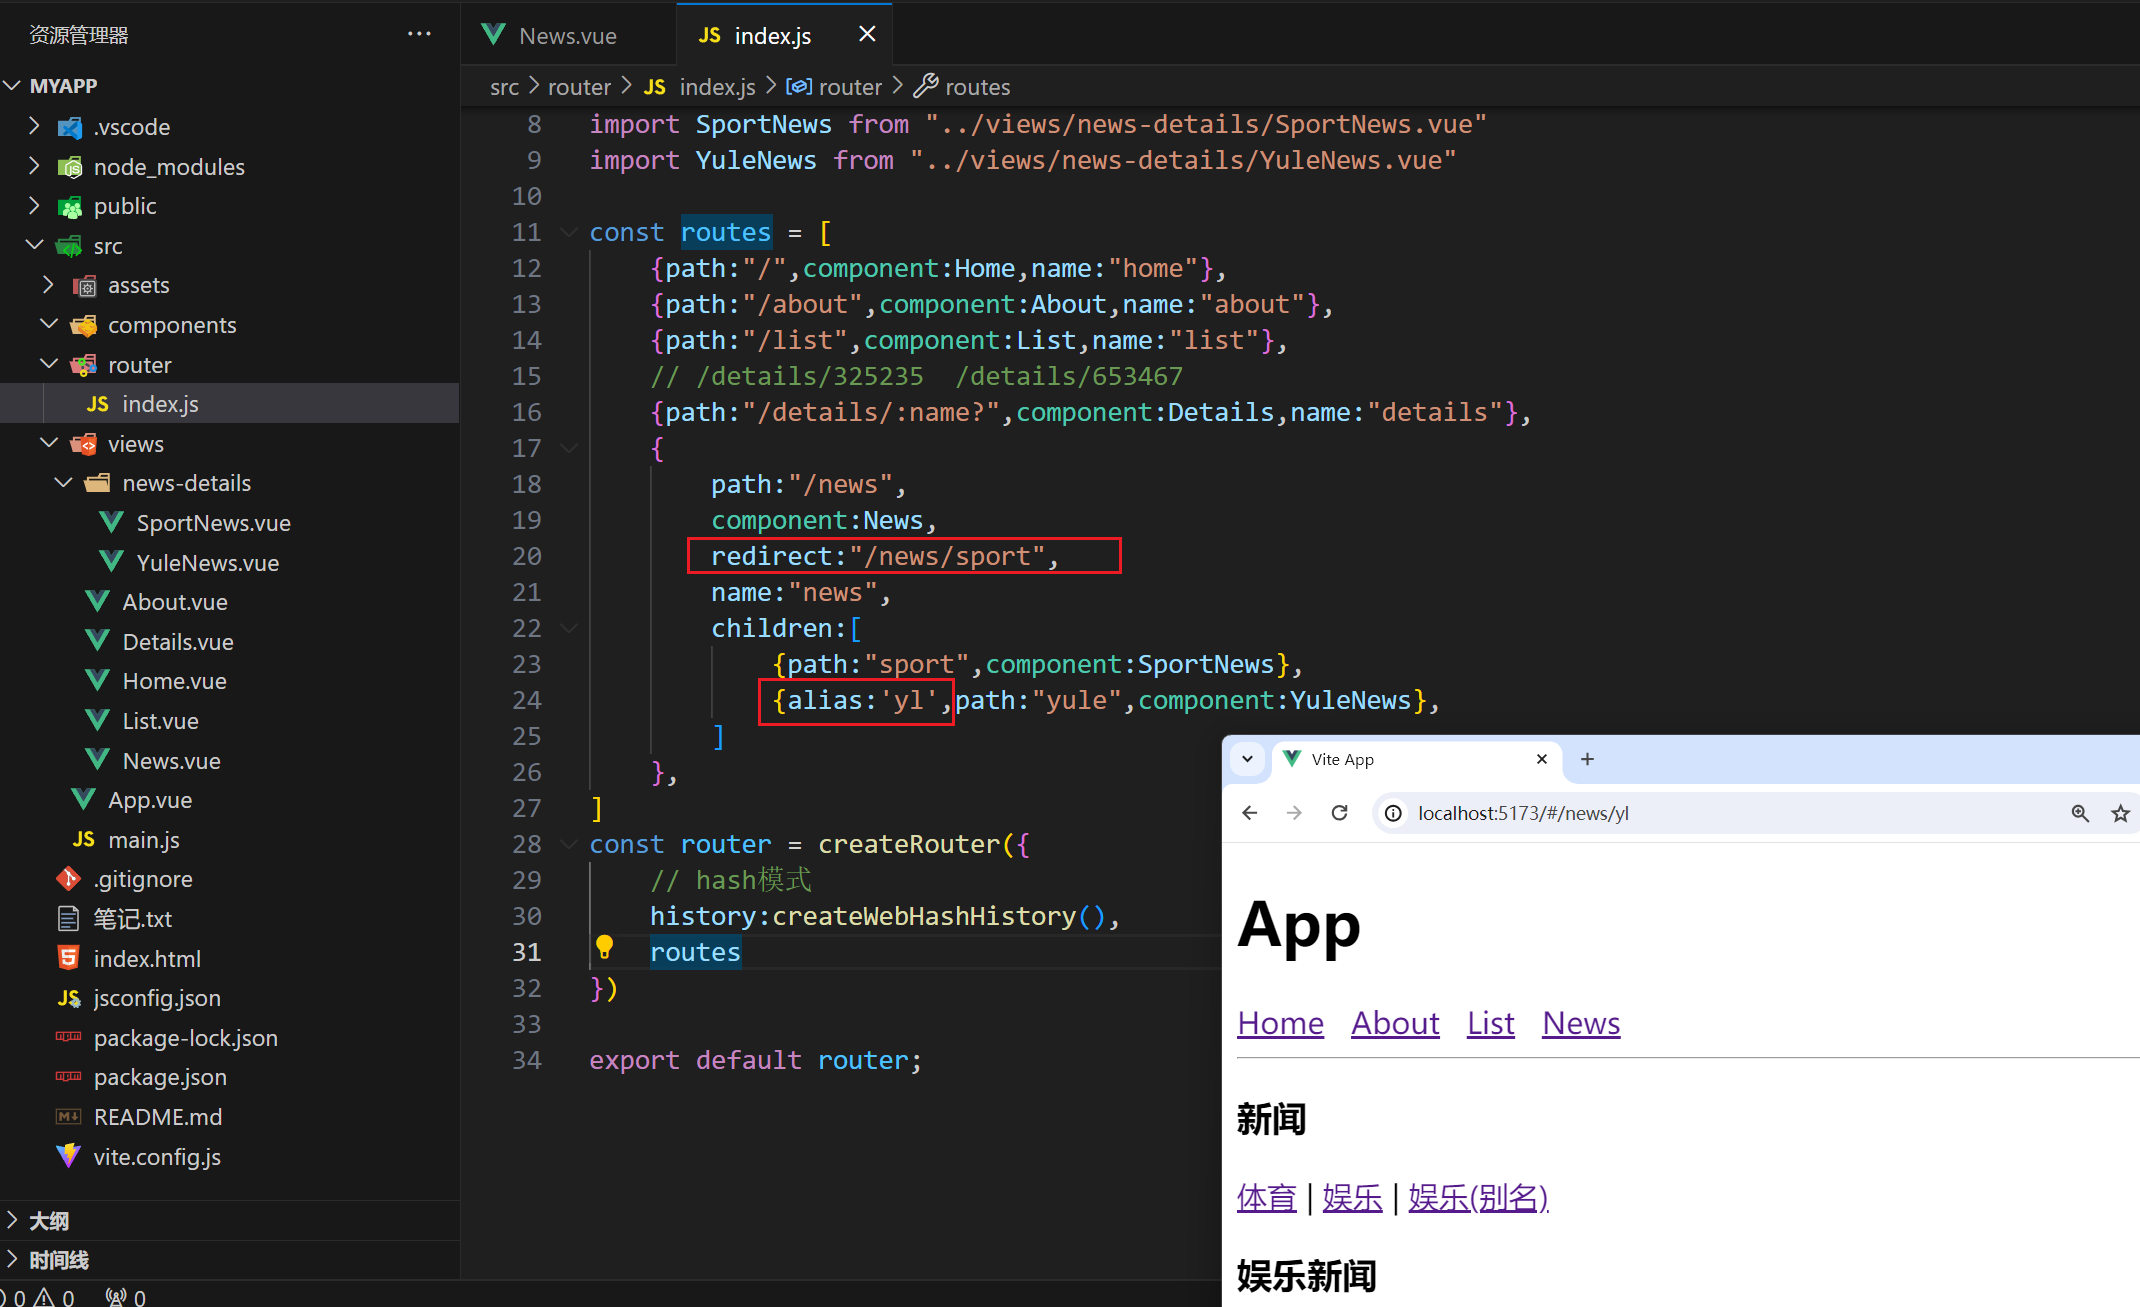 资源管理器
MYAPP
.vscode
node_modules
public
src
assets
components
router
JS index.js
views
news-details
SportNews.vue
YuleNews.vue
About.vue
Details.vue
Home.vue
List.vue
News.vue
App.vue
JS main.js
.gitignore
笔记.txt
index.html
JS jsconfig.json
package-lock.json
package.json
README.md
vite.config.js
大纲
时间线
0 0 0
News.vue
JS index.js
src > router > JS index.js > router > routes
8 import SportNews from "../views/news-details/SportNews.vue"
9 import YuleNews from "../views/news-details/YuleNews.vue"
10
11 const routes = [
12 {path:"/",component:Home,name:"home"},
13 {path:"/about",component:About,name:"about"},
14 {path:"/list",component:List,name:"list"},
15 // /details/325235 /details/653467
16 {path:"/details/:name?",component:Details,name:"details"},
17 {
18 path:"/news",
19 component:News,
20 redirect:"/news/sport",
21 name:"news",
22 children:[
23 {path:"sport",component:SportNews},
24 {alias:'yl',path:"yule",component:YuleNews},
25 ]
26 },
27 ]
28 const router = createRouter({
29 // hash模式
30 history:createWebHashHistory(),
31 routes
32 })
33
34 export default router;
Vite App
localhost:5173/#/news/yl
App
Home About List News
新闻
体育 | 娱乐 | 娱乐(别名)
娱乐新闻